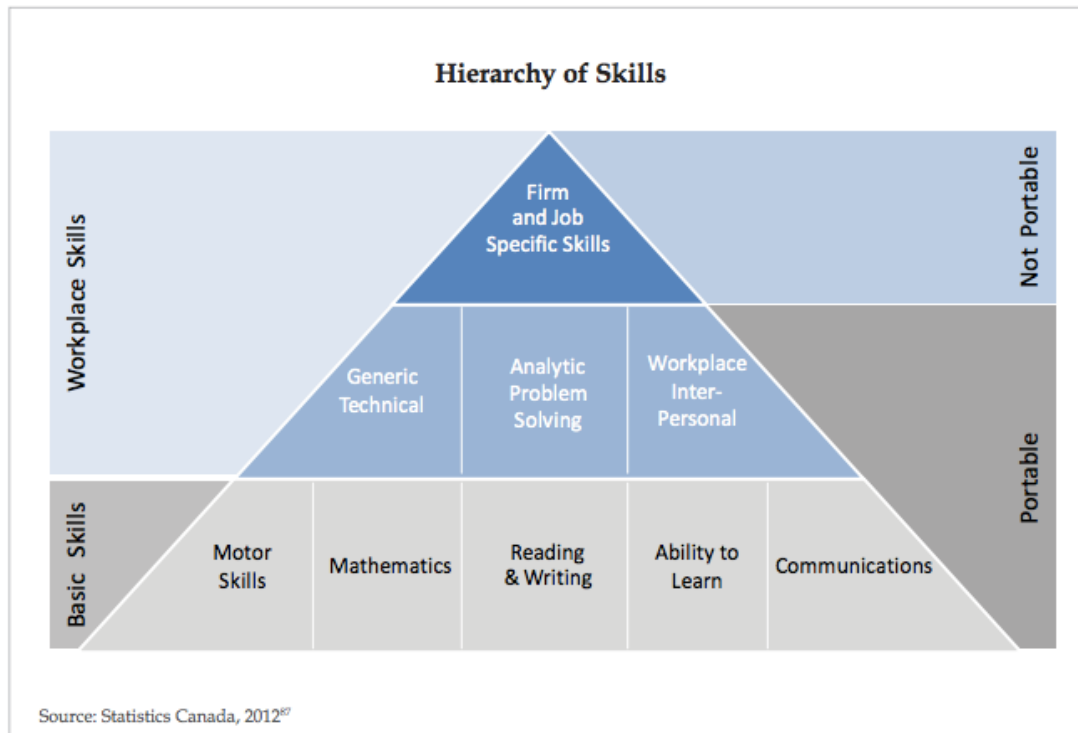 Hierarchy of Skills
Workplace Skills
Firm
and Job
Specific Skills
Not Portable
Generic
Technical
Analytic
Problem
Solving
Workplace
Inter-
Personal
Portable
Basic Skills
Motor
Skills
Mathematics
Reading
& Writing
Ability to
Learn
Communications
Source: Statistics Canada, 2012⁸⁷